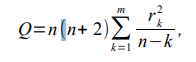 Q=n(n+2)∑_{k=1}^{m} r_k^2/(n−k),